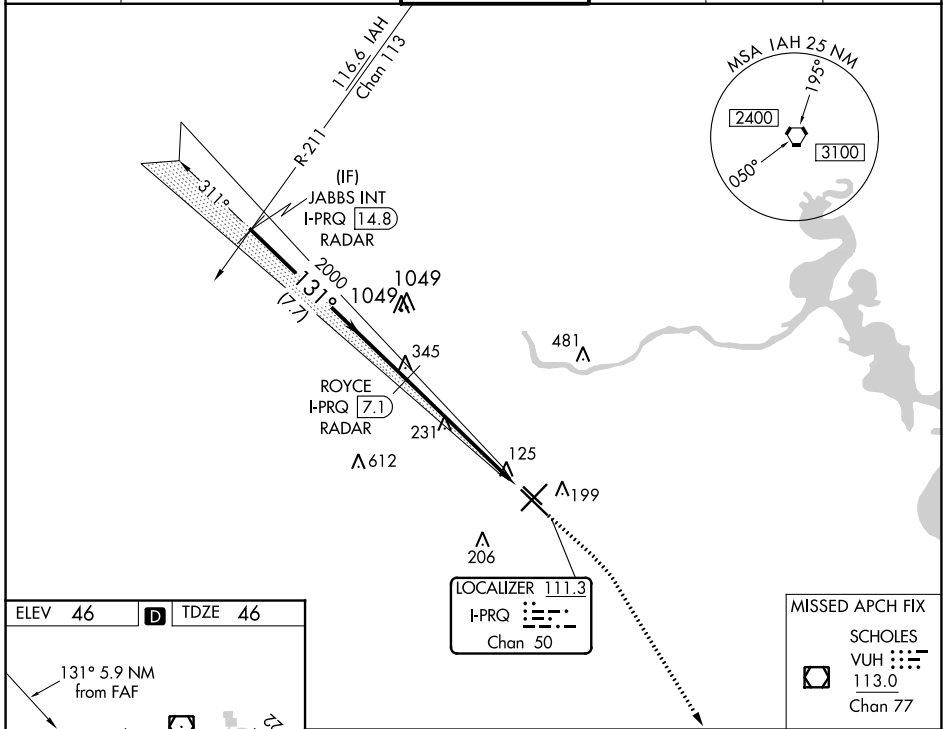 116.6 IAH
Chan 113
R-211
MSA IAH 25 NM
195°
2400
3100
050°
311°
(IF)
JABBS INT
I-PRQ 14.8
RADAR
2000
131°
(7.7)
1049
1049
345
481
ROYCE
I-PRQ 7.1
RADAR
231
612
125
199
206
LOCALIZER 111.3
I-PRQ
Chan 50
MISSED APCH FIX
SCHOLES
VUH
113.0
Chan 77
ELEV 46
D
TDZE 46
131° 5.9 NM
from FAF
22